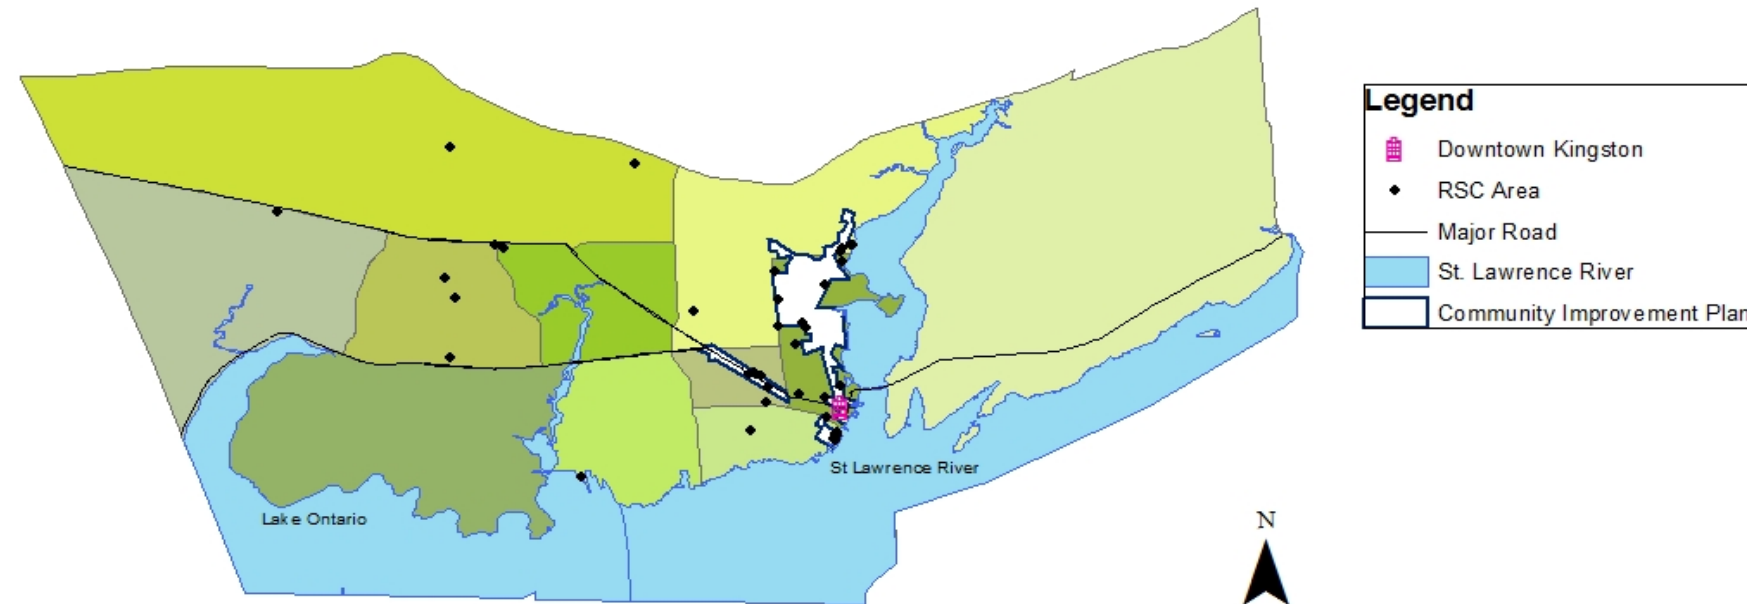 Legend
Downtown Kingston
RSC Area
Major Road
St. Lawrence River
Community Improvement Plan
St Lawrence River
Lake Ontario
N